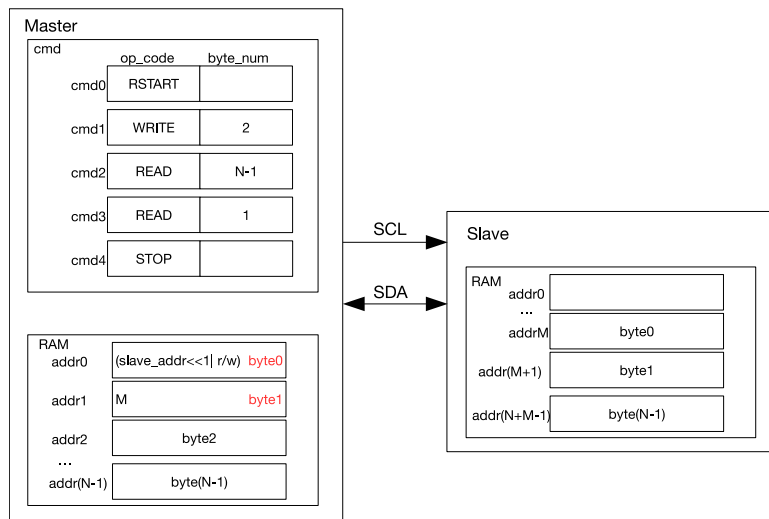 Master
cmd
op_code byte_num
cmd0 RSTART
cmd1 WRITE 2
cmd2 READ N-1
cmd3 READ 1
cmd4 STOP
RAM
addr0 (slave_addr<<1| r/w) byte0
addr1 M byte1
addr2 byte2
...
addr(N-1) byte(N-1)
SCL
SDA
Slave
RAM
addr0
...
addrM byte0
addr(M+1) byte1
addr(N+M-1) byte(N-1)